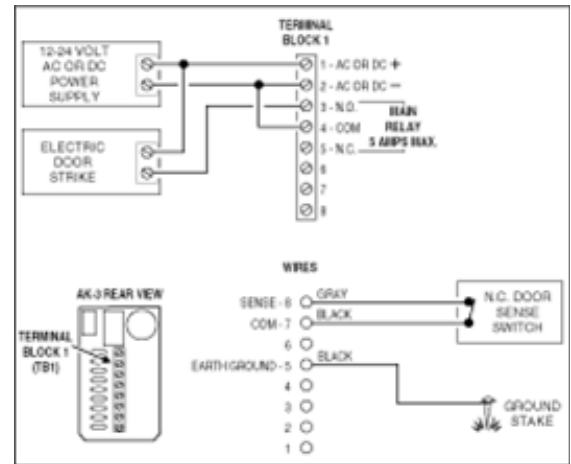 TERMINAL
BLOCK 1
12-24 VOLT
AC OR DC
POWER
SUPPLY
1 - AC OR DC +
2 - AC OR DC -
3 - N.O.
4 - COM
5 - N.C.
6
7
8
MAIN
RELAY
5 AMPS MAX.
ELECTRIC
DOOR
STRIKE
WIRES
AK-3 REAR VIEW
TERMINAL
BLOCK 1
(TB1)
SENSE - 8 GRAY
COM - 7 BLACK
6
EARTH GROUND - 5 BLACK
4
3
2
1
N.C. DOOR
SENSE
SWITCH
GROUND
STAKE